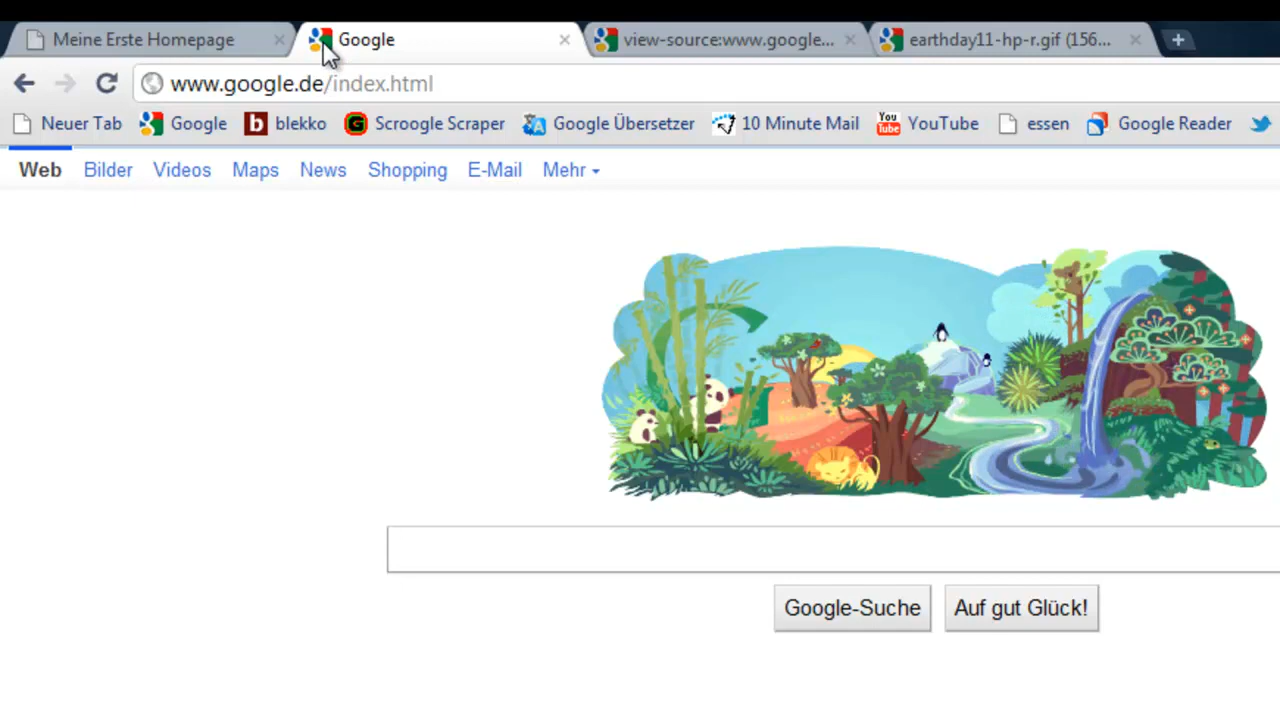 Meine Erste Homepage
Google
view-source:www.google...
earthday11-hp-r.gif (156...
www.google.de/index.html
Neuer Tab
Google
b
blekko
G
Scroogle Scraper
Google Übersetzer
10 Minute Mail
You
Tube
YouTube
essen
Google Reader
Web
Bilder
Videos
Maps
News
Shopping
E-Mail
Mehr
Google-Suche
Auf gut Glück!